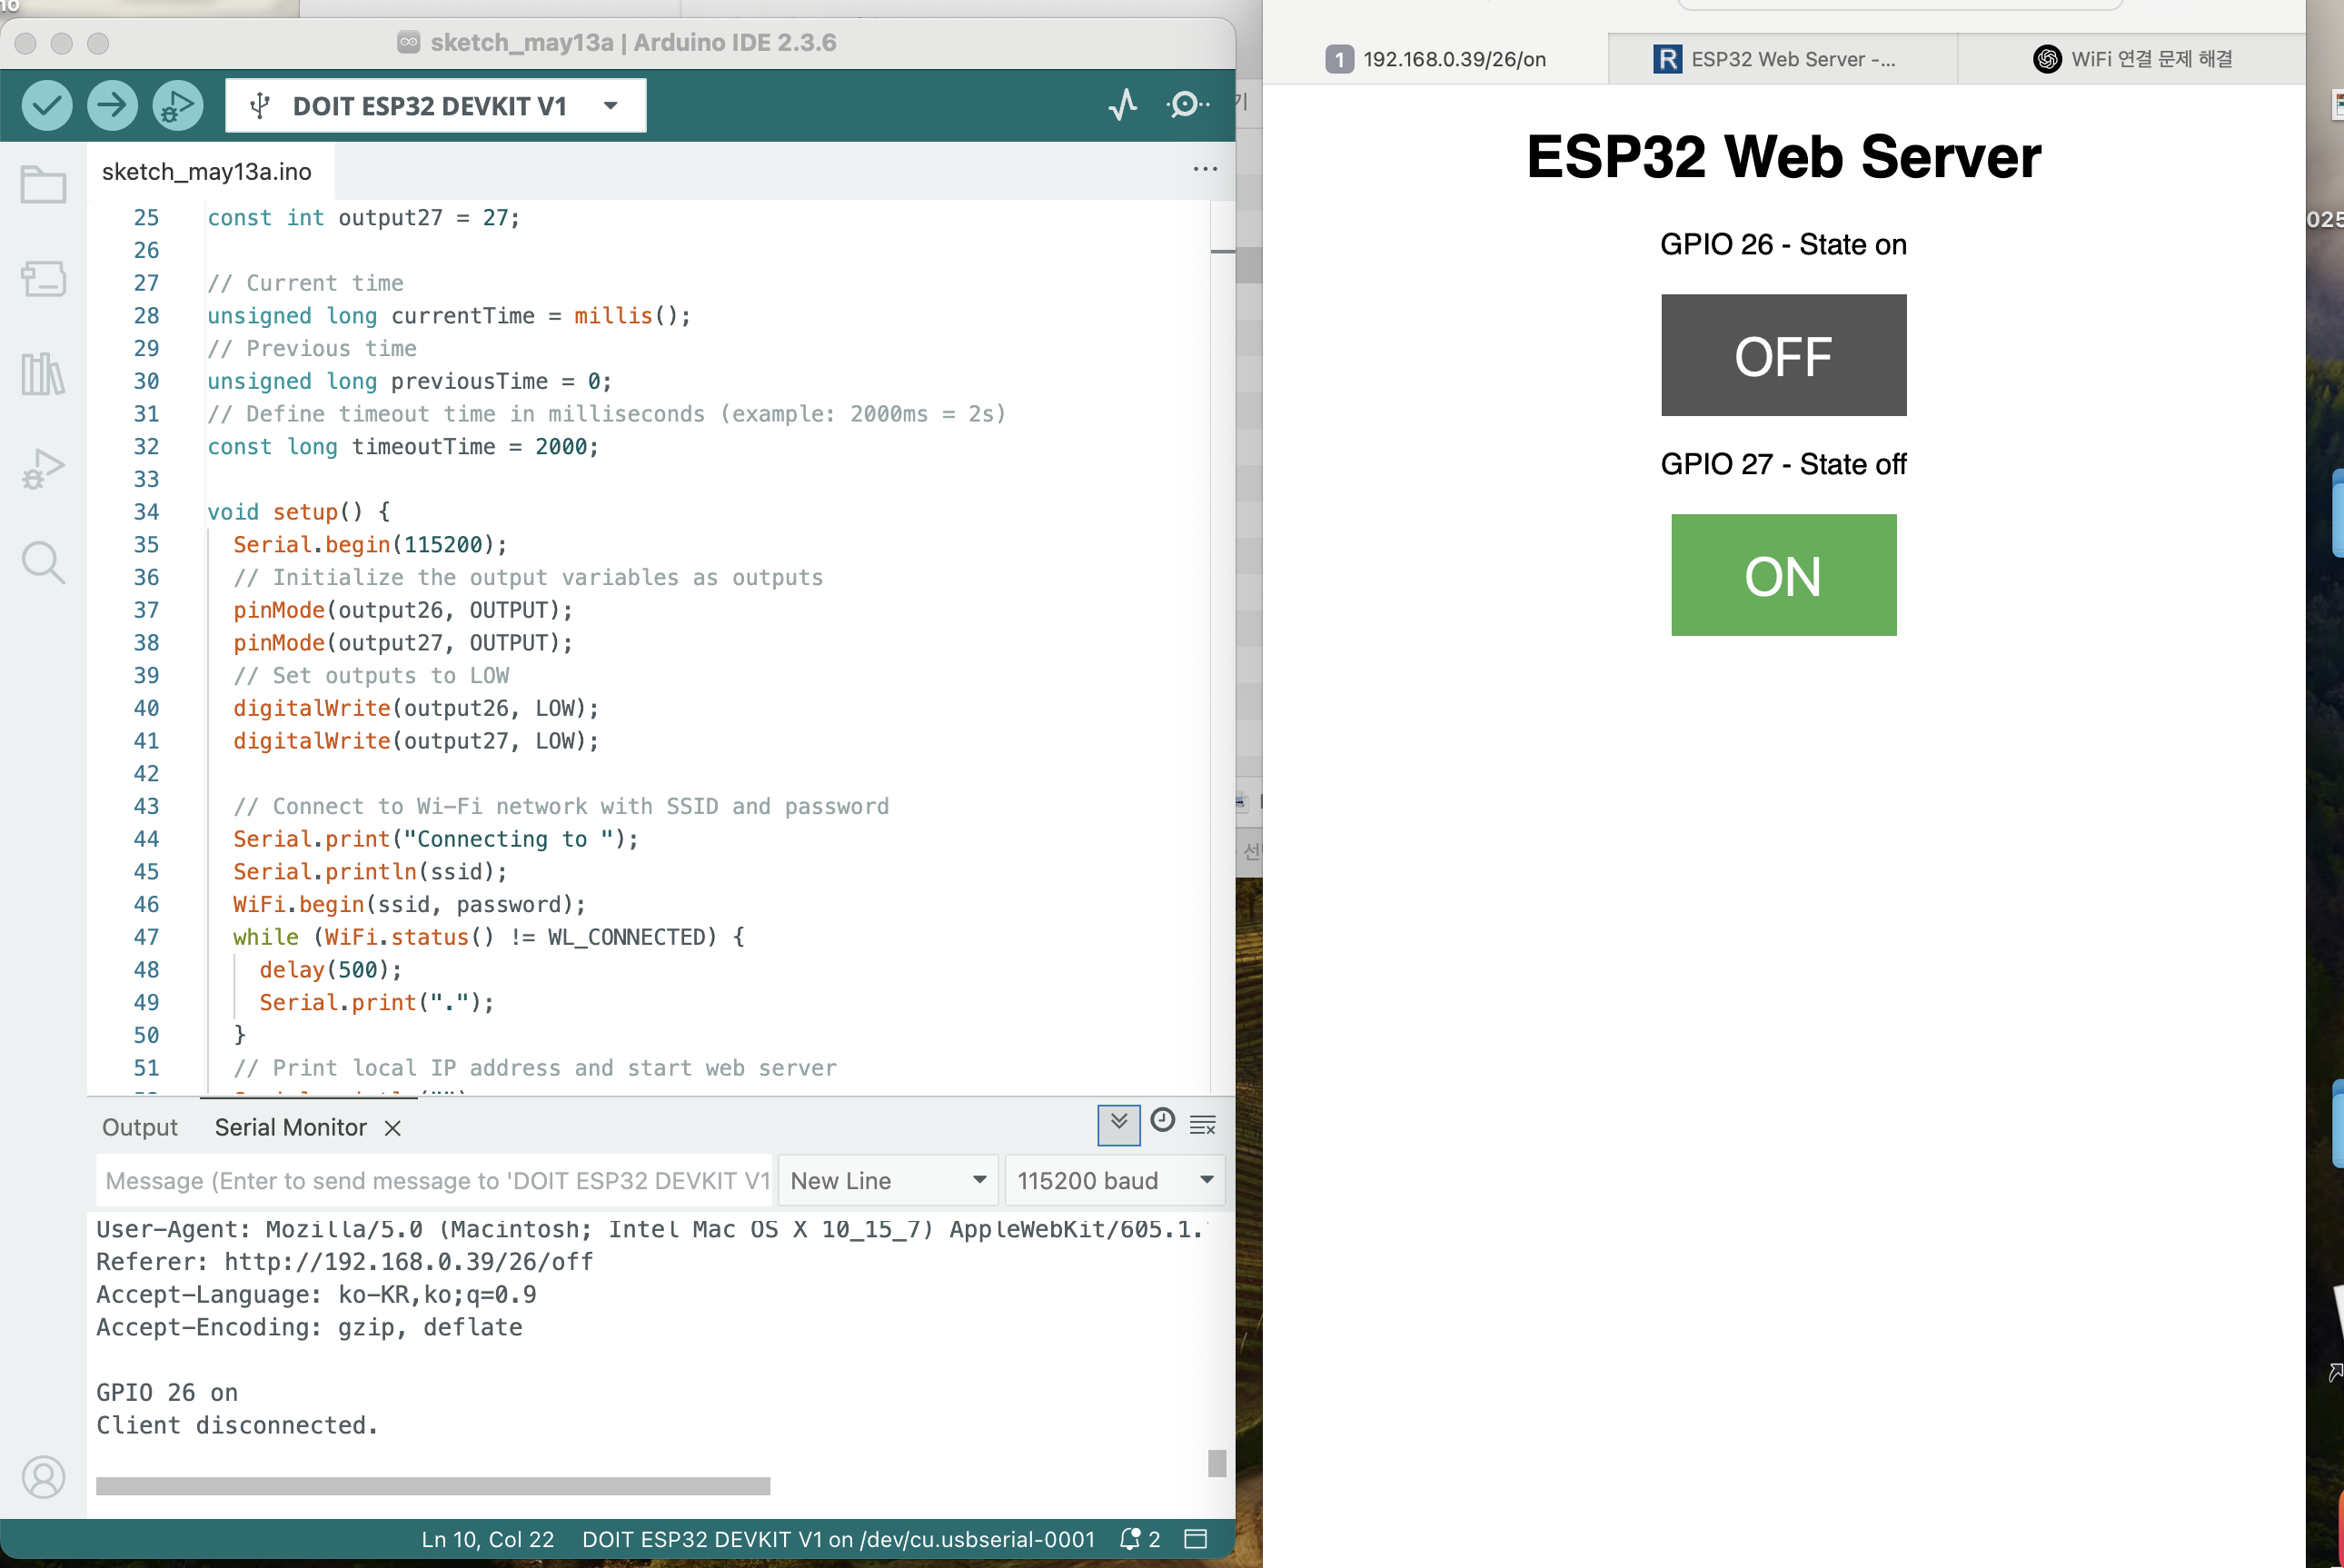 no
sketch_may13a | Arduino IDE 2.3.6
DOIT ESP32 DEVKIT V1
sketch_may13a.ino
25 const int output27 = 27;
26
27 // Current time
28 unsigned long currentTime = millis();
29 // Previous time
30 unsigned long previousTime = 0;
31 // Define timeout time in milliseconds (example: 2000ms = 2s)
32 const long timeoutTime = 2000;
33
34 void setup() {
35 Serial.begin(115200);
36 // Initialize the output variables as outputs
37 pinMode(output26, OUTPUT);
38 pinMode(output27, OUTPUT);
39 // Set outputs to LOW
40 digitalWrite(output26, LOW);
41 digitalWrite(output27, LOW);
42
43 // Connect to Wi-Fi network with SSID and password
44 Serial.print("Connecting to ");
45 Serial.println(ssid);
46 WiFi.begin(ssid, password);
47 while (WiFi.status() != WL_CONNECTED) {
48 delay(500);
49 Serial.print(".");
50 }
51 // Print local IP address and start web server
Output
Serial Monitor
Message (Enter to send message to 'DOIT ESP32 DEVKIT V1
New Line
115200 baud
User-Agent: Mozilla/5.0 (Macintosh; Intel Mac OS X 10_15_7) AppleWebKit/605.1.
Referer: http://192.168.0.39/26/off
Accept-Language: ko-KR,ko;q=0.9
Accept-Encoding: gzip, deflate
GPIO 26 on
Client disconnected.
Ln 10, Col 22 DOIT ESP32 DEVKIT V1 on /dev/cu.usbserial-0001 2
기
1 192.168.0.39/26/on
R ESP32 Web Server -...
WiFi 연결 문제 해결
ESP32 Web Server
GPIO 26 - State on
OFF
GPIO 27 - State off
ON
025